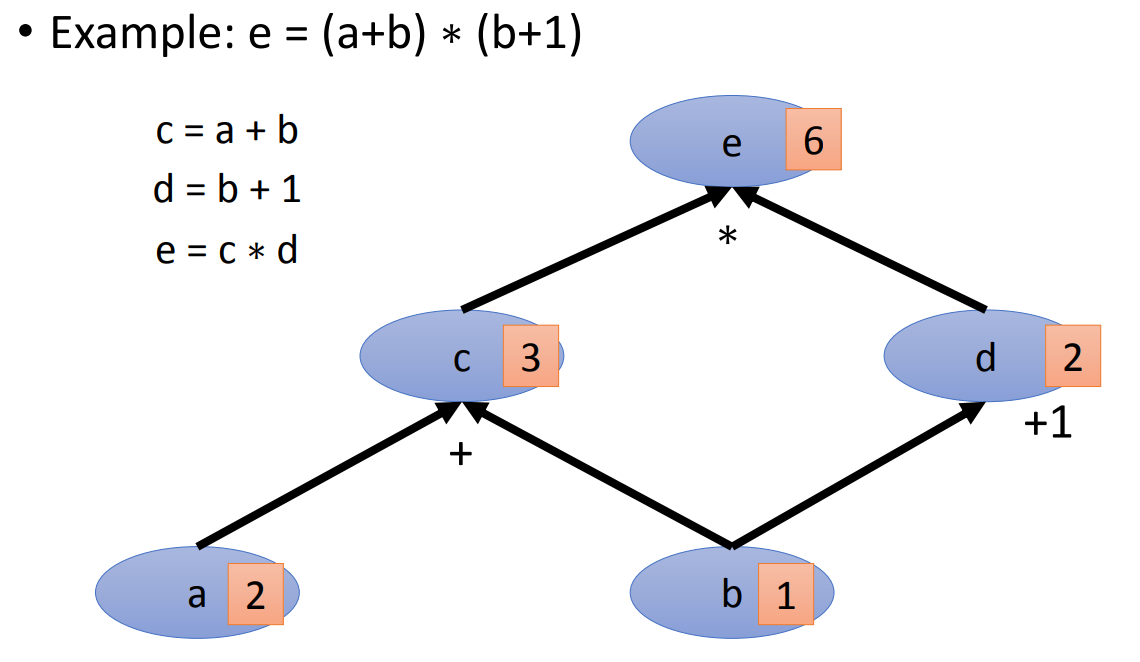 • Example: e = (a+b) ∗ (b+1)
c = a + b
d = b + 1
e = c ∗ d
e 6
∗
c 3
d 2
+
+1
a 2
b 1